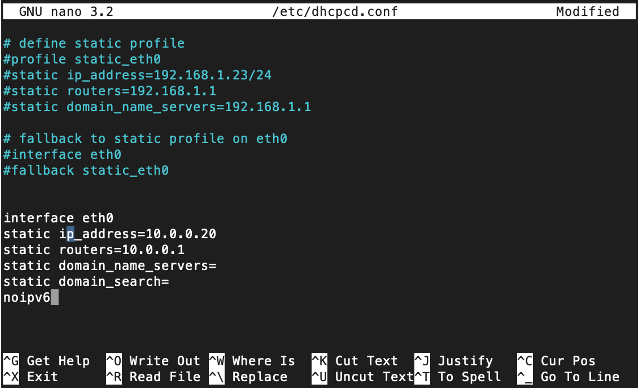 GNU nano 3.2 /etc/dhcpcd.conf Modified
# define static profile
#profile static_eth0
#static ip_address=192.168.1.23/24
#static routers=192.168.1.1
#static domain_name_servers=192.168.1.1
# fallback to static profile on eth0
#interface eth0
#fallback static_eth0
interface eth0
static ip_address=10.0.0.20
static routers=10.0.0.1
static domain_name_servers=
static domain_search=
noipv6
^G Get Help ^O Write Out ^W Where Is ^K Cut Text ^J Justify ^C Cur Pos
^X Exit ^R Read File ^\ Replace ^U Uncut Text ^T To Spell ^_ Go To Line